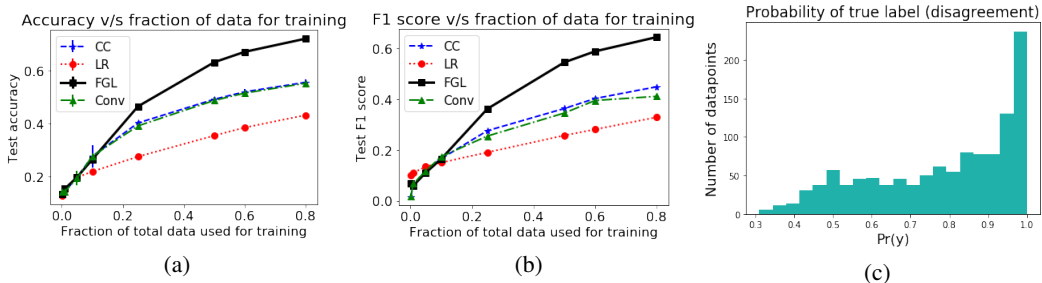 Accuracy v/s fraction of data for training
Test accuracy
0.6
0.4
0.2
CC
LR
FGL
Conv
0.0 0.2 0.4 0.6 0.8
Fraction of total data used for training
(a)
F1 score v/s fraction of data for training
Test F1 score
0.6
0.4
0.2
0.0
CC
LR
FGL
Conv
0.0 0.2 0.4 0.6 0.8
Fraction of total data used for training
(b)
Probability of true label (disagreement)
Number of datapoints
200
150
100
50
0
0.3 0.4 0.5 0.6 0.7 0.8 0.9 1.0
Pr(y)
(c)